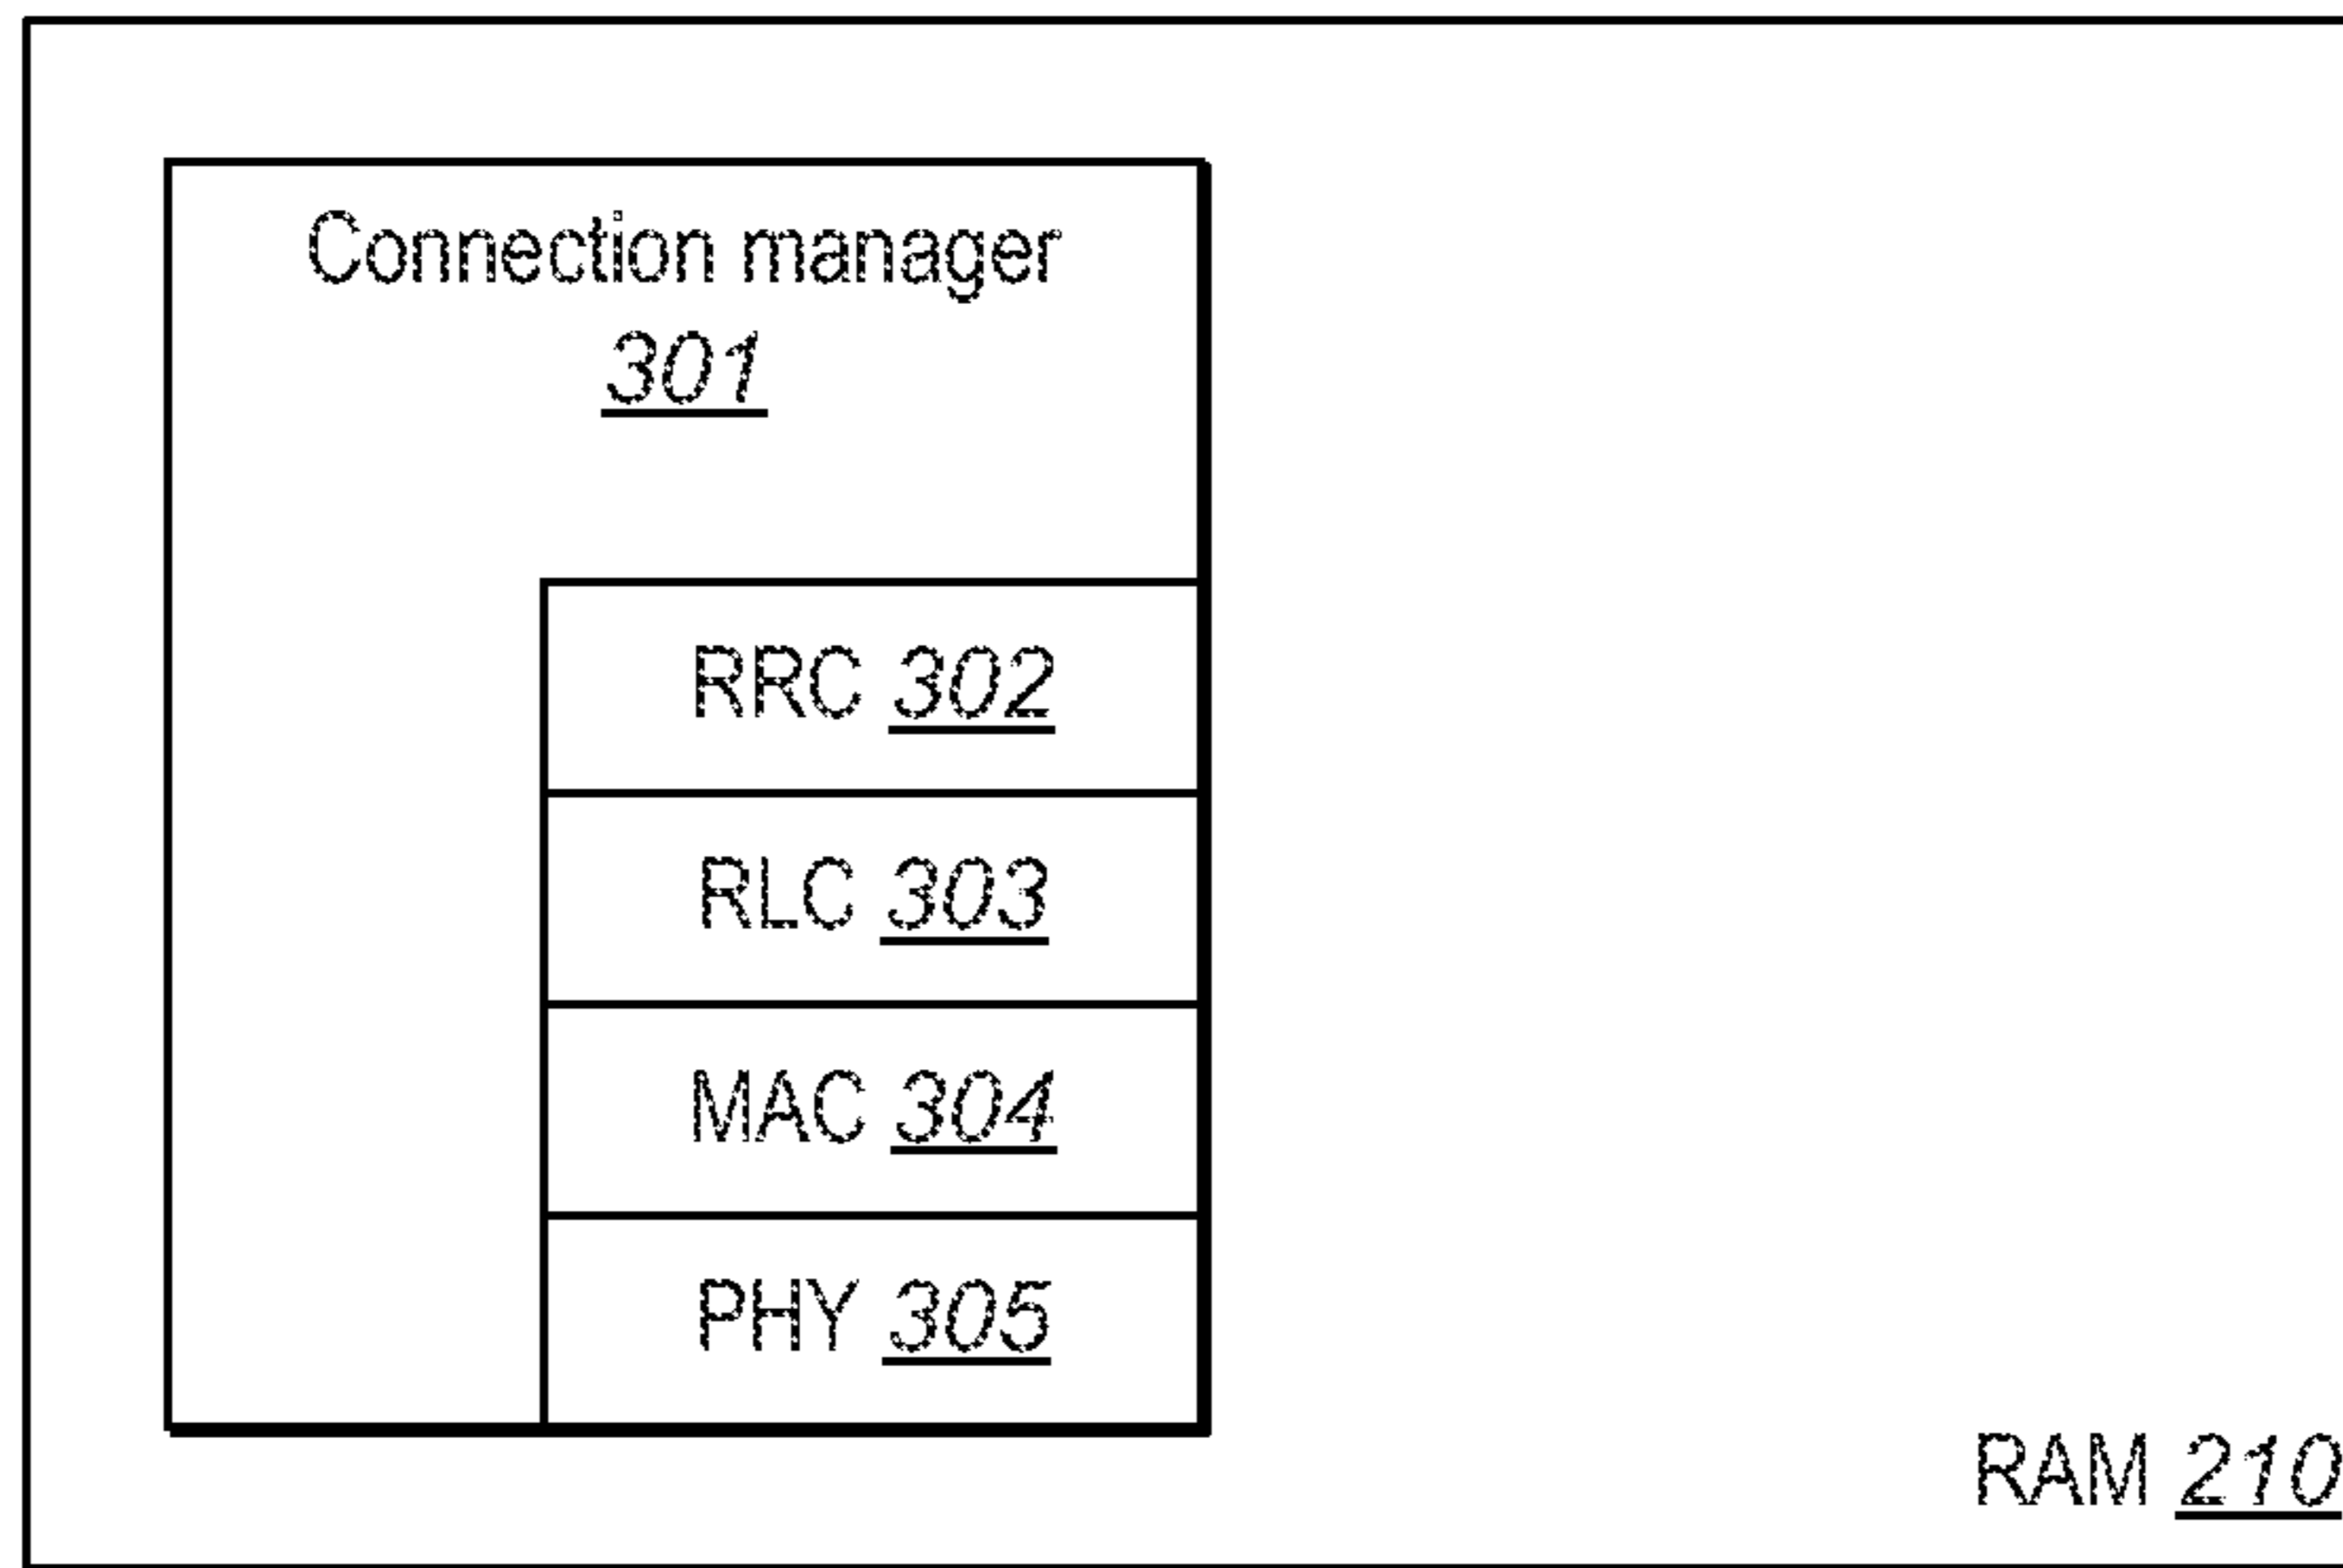 Connection manager
301
RRC 302
RLC 303
MAC 304
PHY 305
RAM 210